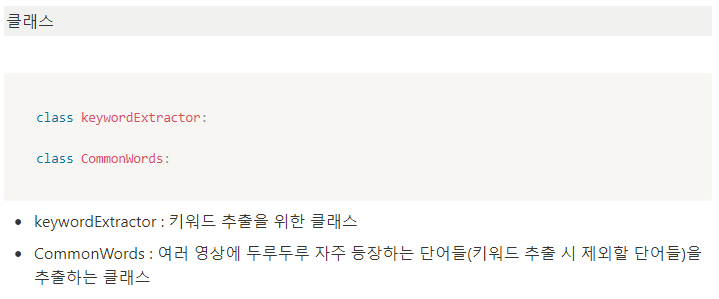 클래스
class keywordExtractor:
class CommonWords:
• keywordExtractor : 키워드 추출을 위한 클래스
• CommonWords : 여러 영상에 두루두루 자주 등장하는 단어들(키워드 추출 시 제외할 단어들)을
추출하는 클래스